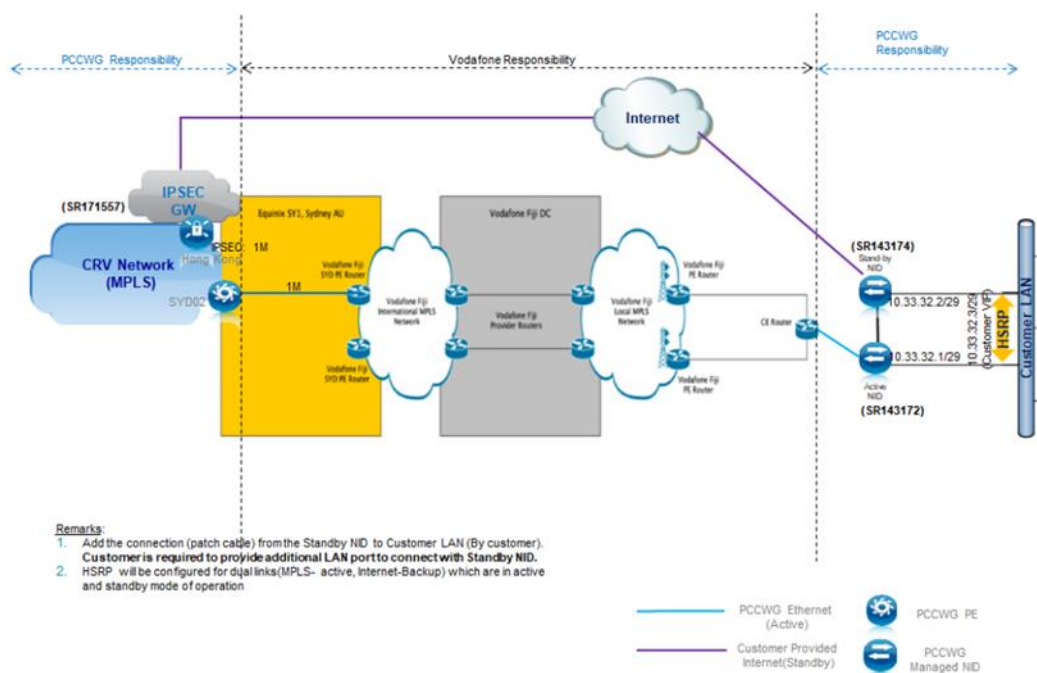 PCCWG Responsibility
Vodafone Responsibility
PCCWG
Responsibility
Internet
IPSEC
GW
(SR171557)
Equinix SY1, Sydney AU
Vodafone Fiji DC
IPSEC: 1M
Hong Kong
CRV Network
(MPLS)
SYD02
1M
Vodafone Fiji
SYD PE Router
Vodafone Fiji
International MPLS
Network
Vodafone Fiji
SYD PE Router
Vodafone Fiji
Provider Routers
Vodafone Fiji
Local MPLS
Network
Vodafone Fiji
PE Router
Vodafone Fiji
PE Router
CE Router
(SR143174)
Stand-by
NID
10.33.32.2/29
10.33.32.1/29
Active
NID
(SR143172)
10.33.32.3/29
(Customer VIP)
HSRP
Customer LAN
Remarks:
1. Add the connection (patch cable) from the Standby NID to Customer LAN (By customer).
Customer is required to provide additional LAN port to connect with Standby NID.
2. HSRP will be configured for dual links(MPLS- active, Internet-Backup) which are in active
and standby mode of operation
PCCWG Ethernet
(Active)
PCCWG PE
Customer Provided
Internet(Standby)
PCCWG
Managed NID